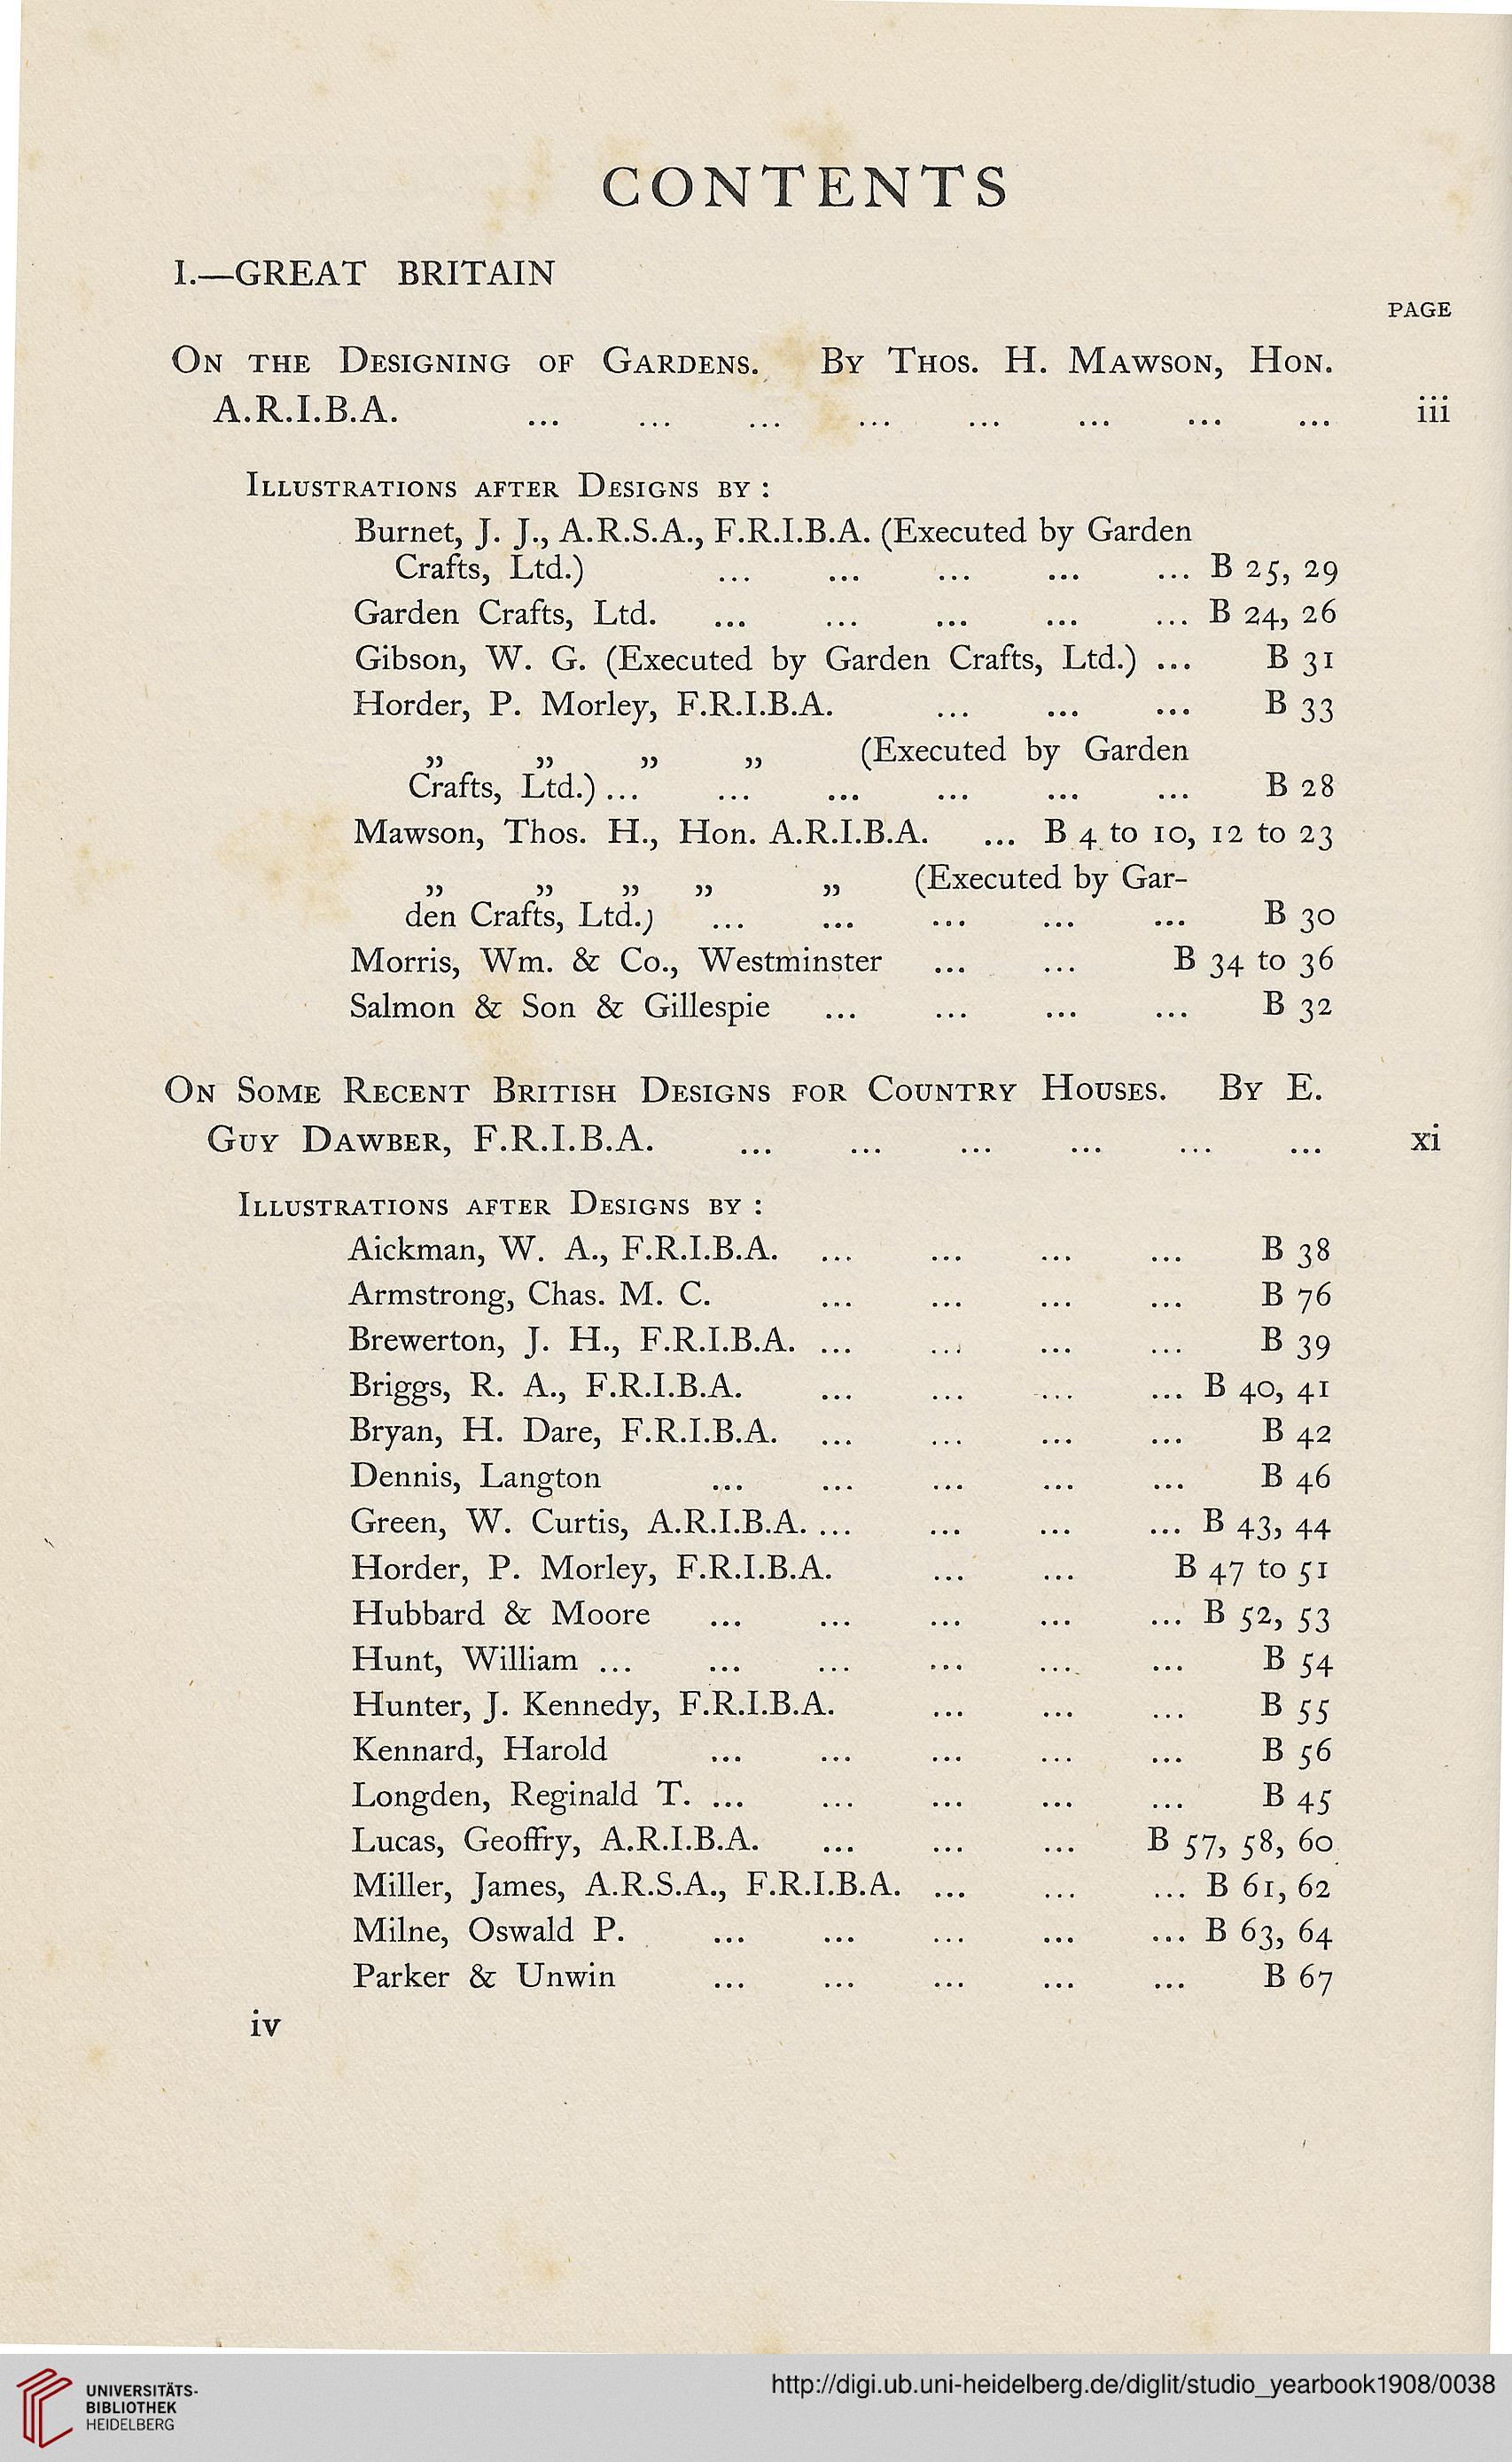 CONTENTS
I.—GREAT BRITAIN
PAGE
On the Designing of Gardens. By Thos. H. Mawson, Hon.
A.R.I.B.A. ... ... ... ... ... ... ... ... iii
Illustrations after Designs by :
Burnet, J. J., A.R.S.A., F.R.I.B.A. (Executed by Garden
Crafts, Ltd.) ... ... ... ... ... B 25, 29
Garden Crafts, Ltd. ... ... ... ... ... B 24, 26
Gibson, W. G. (Executed by Garden Crafts, Ltd.) ... B 31
Horder, P. Morley, F.R.I.B.A. ... ... ... B 33
„ „ „ „ (Executed by Garden
Crafts, Ltd.) ... ... ... ... ... ... B 28
Mawson, Thos. H., Hon. A.R.I.B.A. ... B 4 to 10, 12 to 23
„ „ „ „ „ (Executed by Gar-
den Crafts, Ltd.) ... ... ... ... ... B 30
Morris, Wm. & Co., Westminster ... ... B 34 to 36
Salmon & Son & Gillespie ... ... ... ... B 32
On Some Recent British Designs for Country Houses. By E.
Guy Dawber, F.R.I.B.A. ... ... ... ... ... ... xi
Illustrations after Designs by :
Aickman, W. A., F.R.I.B.A. ... ... ... ... B 38
Armstrong, Chas. M. C. ... ... ... ... B 76
Brewerton, J. H., F.R.I.B.A. ... ... ... ... B 39
Briggs, R. A., F.R.I.B.A. ... ... ... ... B 40, 41
Bryan, H. Dare, F.R.I.B.A. ... ... ... ... B 42
Dennis, Langton ... ... ... ... ... B 46
Green, W. Curtis, A.R.I.B.A. ... ... ... ... B 43, 44
Horder, P. Morley, F.R.I.B.A. ... ... B 47 to 51
Hubbard & Moore ... ... ... ... ... B 52, 53
Hunt, William ... ... ... ... ... ... B 54
Hunter, J. Kennedy, F.R.I.B.A. ... ... ... B 55
Kennard, Harold ... ... ... ... ... B 56
Longden, Reginald T. ... ... ... ... ... B 45
Lucas, Geoffry, A.R.I.B.A. ... ... ... B 57, 58, 60
Miller, James, A.R.S.A., F.R.I.B.A. ... ... ... B 61, 62
Milne, Oswald P. ... ... ... ... ... B 63, 64
Parker & Unwin ... ... ... ... ... B 67
iv
UNIVERSITÄTS-
BIBLIOTHEK
HEIDELBERG
http://digi.ub.uni-heidelberg.de/diglit/studio_yearbook1908/0038